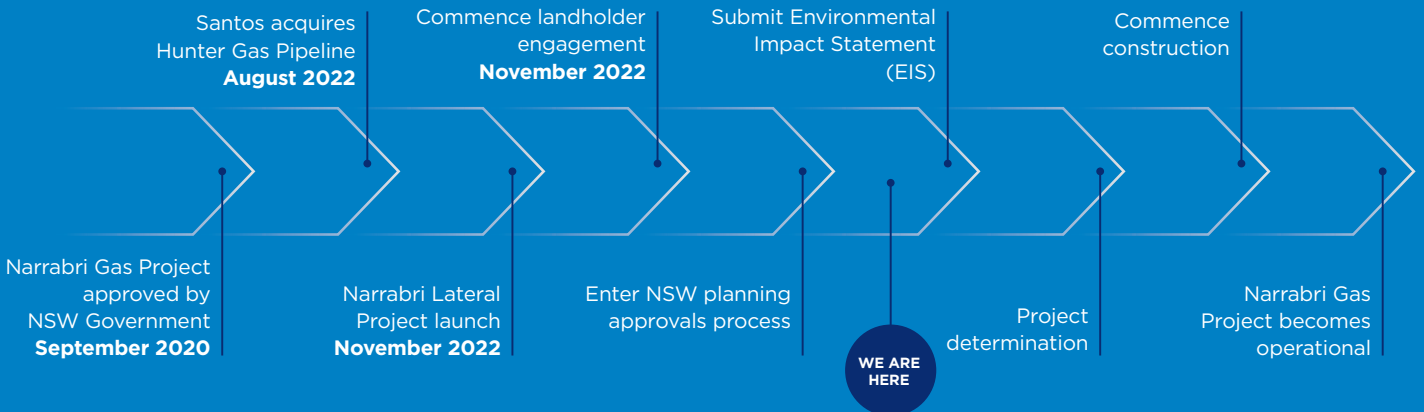 Santos acquires
Hunter Gas Pipeline
August 2022
Commence landholder
engagement
November 2022
Submit Environmental
Impact Statement
(EIS)
Commence
construction
Narrabri Gas Project
approved by
NSW Government
September 2020
Narrabri Lateral
Project launch
November 2022
Enter NSW planning
approvals process
WE ARE
HERE
Project
determination
Narrabri Gas
Project becomes
operational